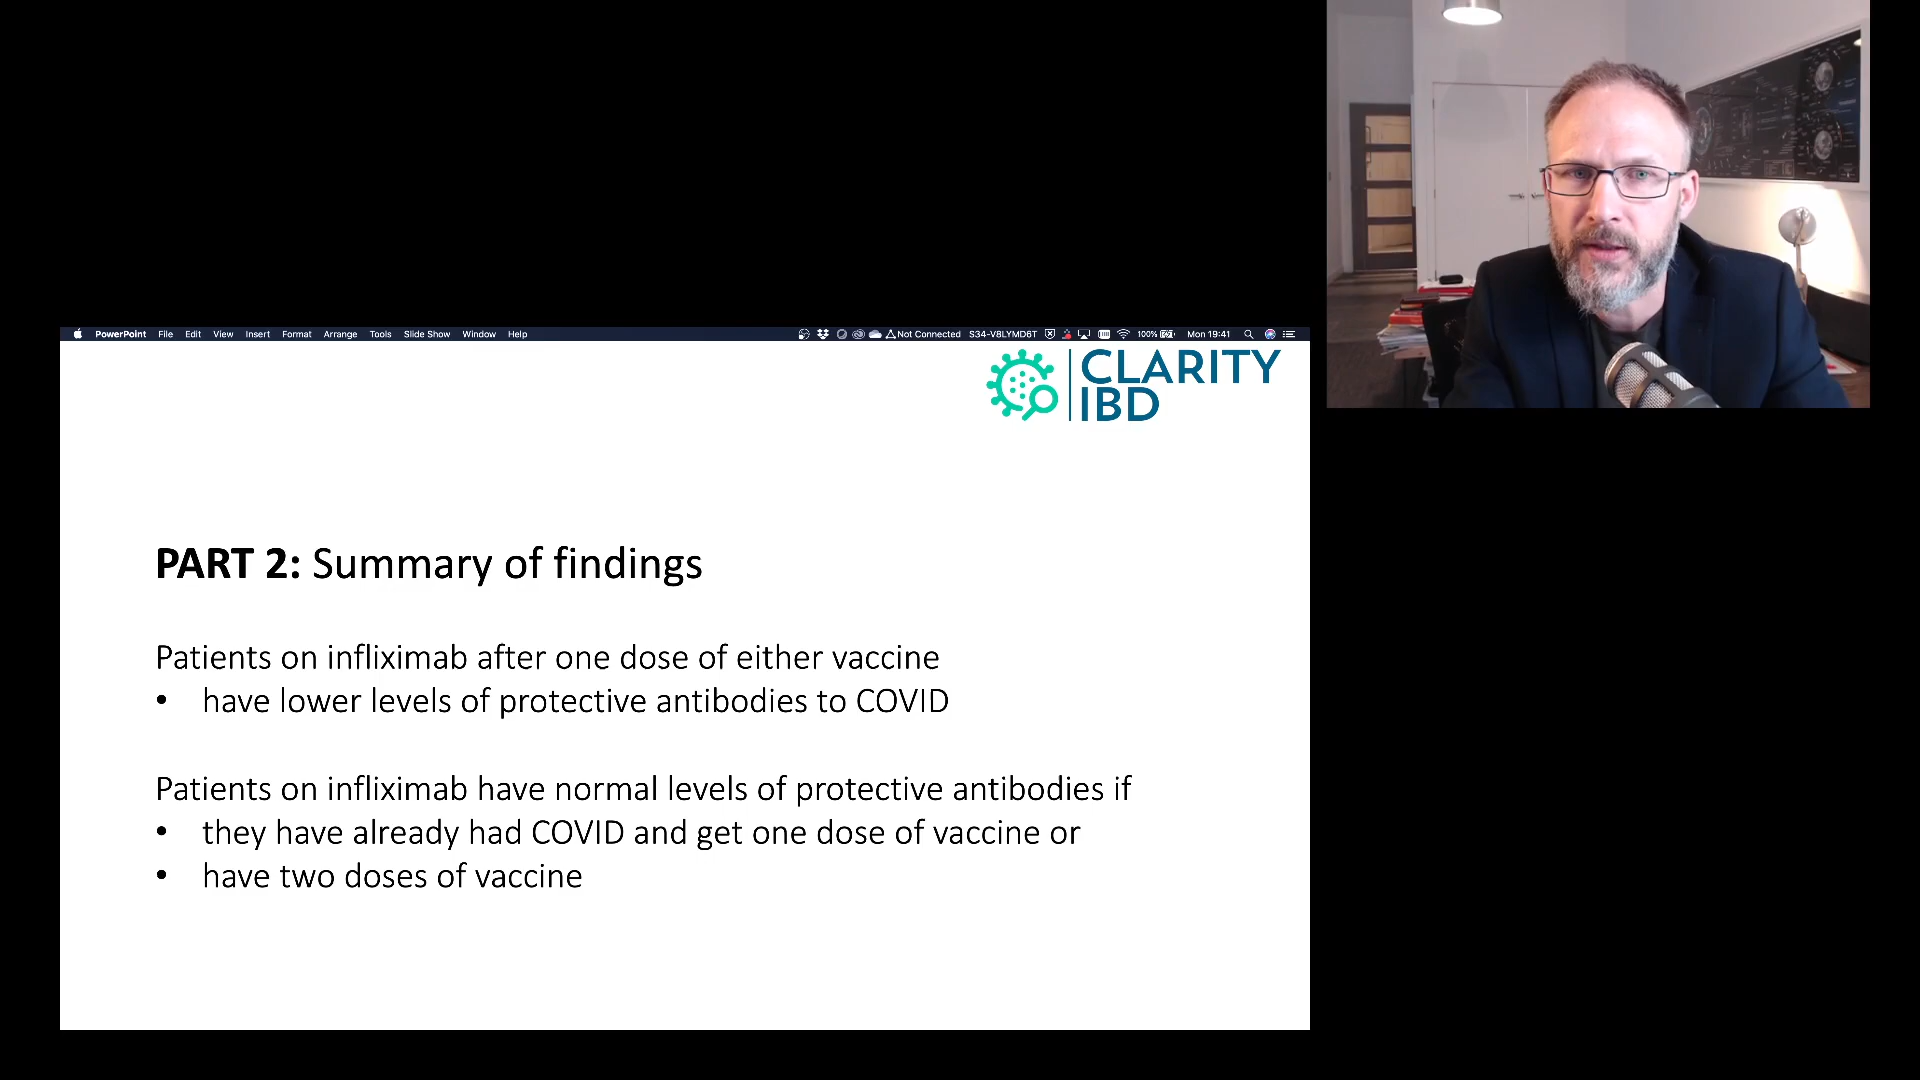 PowerPoint File Edit View Insert Format Arrange Tools Slide Show Window Help Not Connected S34-V8LYMD6T 100% Mon 19:41
CLARITY
IBD
PART 2: Summary of findings
Patients on infliximab after one dose of either vaccine
• have lower levels of protective antibodies to COVID
Patients on infliximab have normal levels of protective antibodies if
• they have already had COVID and get one dose of vaccine or
• have two doses of vaccine